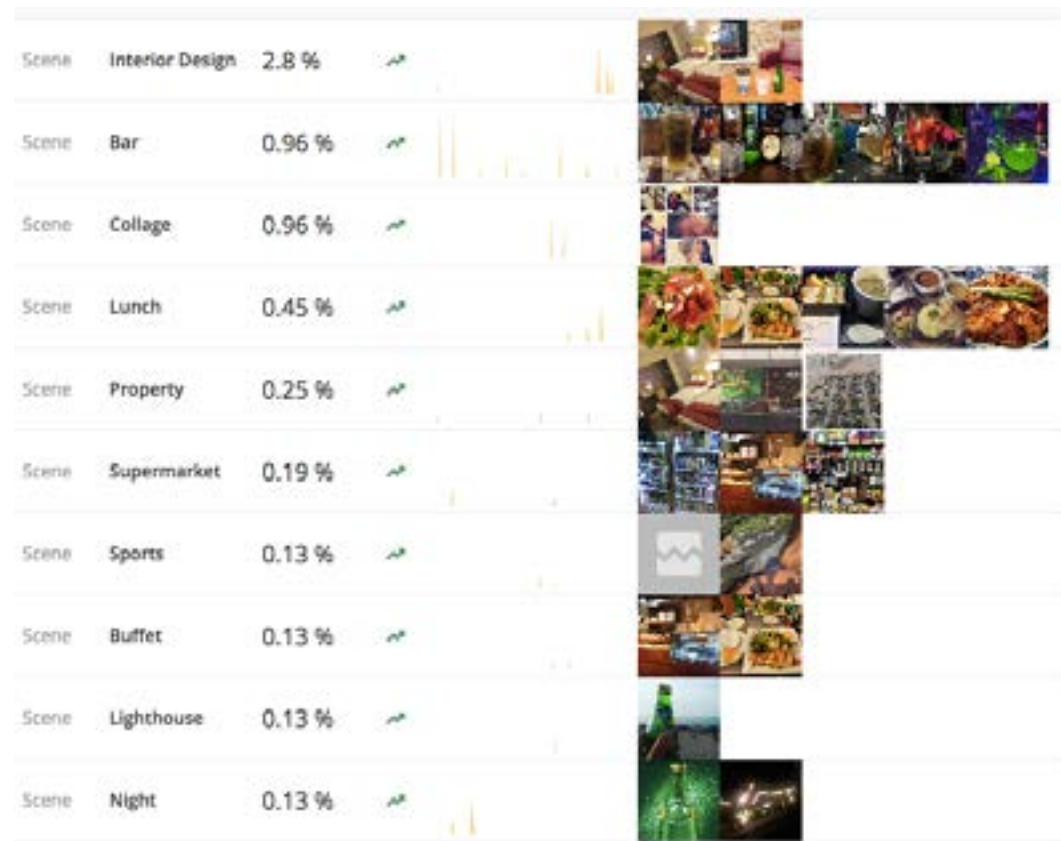 Scene Interior Design 2.8 %
Scene Bar 0.96 %
Scene Collage 0.96 %
Scene Lunch 0.45 %
Scene Property 0.25 %
Scene Supermarket 0.19 %
Scene Sports 0.13 %
Scene Buffet 0.13 %
Scene Lighthouse 0.13 %
Scene Night 0.13 %